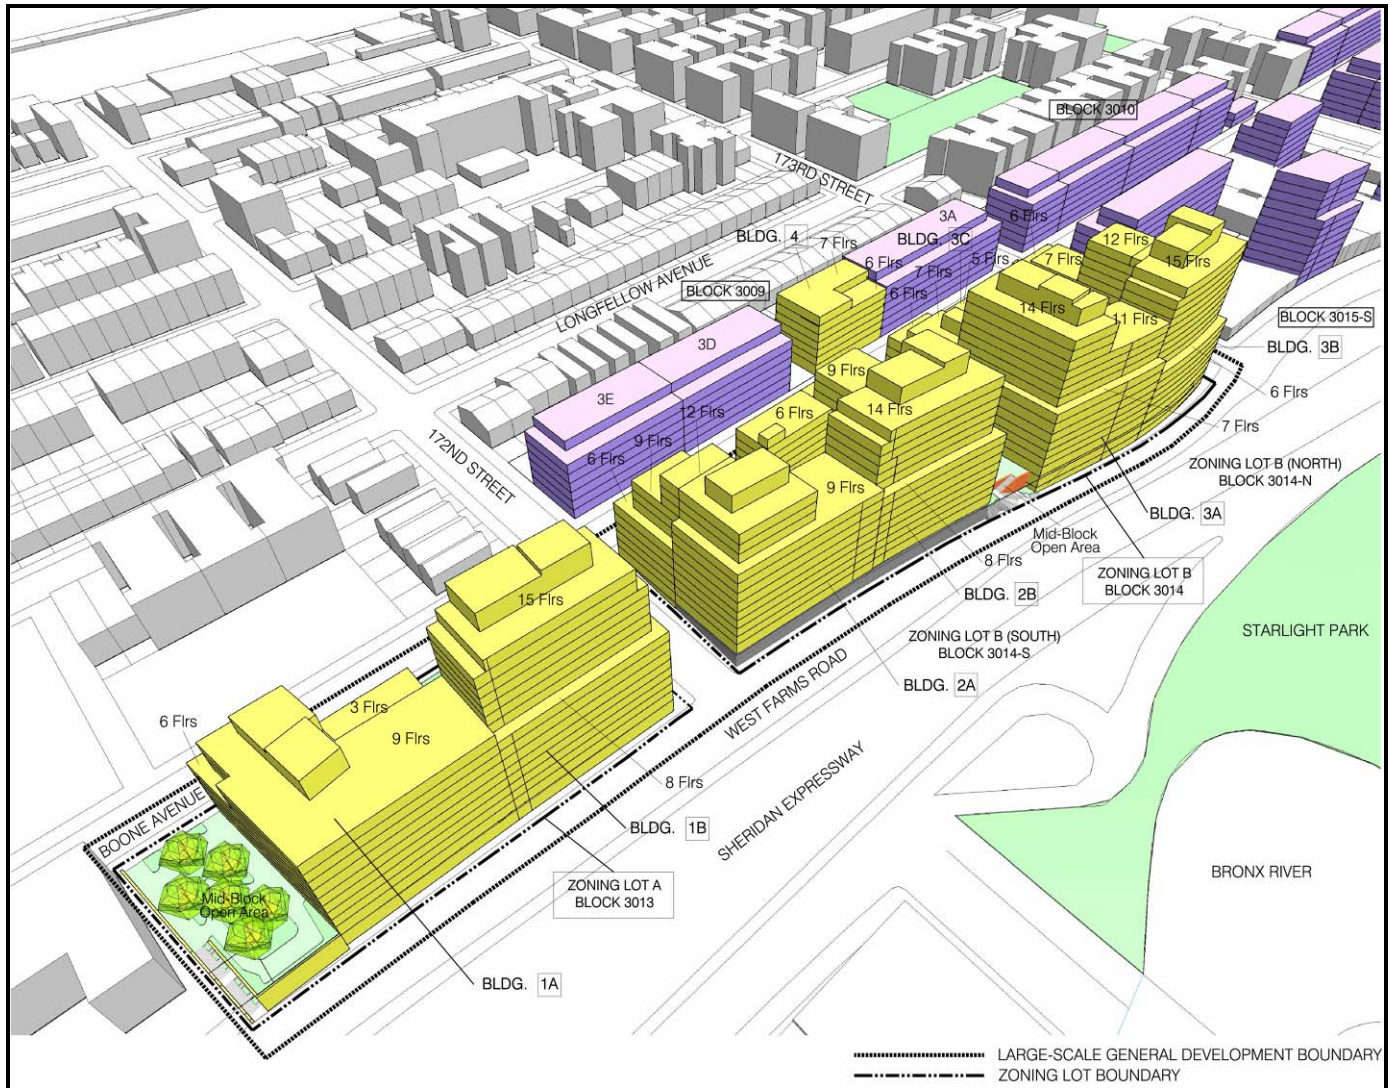 BLOCK 3010
173RD STREET
3A
BLDG. 4
7 Flrs
BLDG. 3C
6 Flrs
12 Flrs
6 Flrs
7 Flrs
5 Flrs
7 Flrs
15 Flrs
LONGFELLOW AVENUE
BLOCK 3009
6 Flrs
14 Flrs
11 Flrs
BLOCK 3015-S
3D
BLDG. 3B
9 Flrs
6 Flrs
3E
12 Flrs
6 Flrs
14 Flrs
7 Flrs
172ND STREET
9 Flrs
6 Flrs
9 Flrs
ZONING LOT B (NORTH)
BLOCK 3014-N
BLDG. 3A
Mid-Block
Open Area
8 Flrs
ZONING LOT B
BLOCK 3014
BLDG. 2B
15 Flrs
ZONING LOT B (SOUTH)
BLOCK 3014-S
STARLIGHT PARK
BLDG. 2A
WEST FARMS ROAD
6 Flrs
3 Flrs
9 Flrs
8 Flrs
SHERIDAN EXPRESSWAY
BOONE AVENUE
BLDG. 1B
BRONX RIVER
ZONING LOT A
BLOCK 3013
Mid-Block
Open Area
BLDG. 1A
LARGE-SCALE GENERAL DEVELOPMENT BOUNDARY
ZONING LOT BOUNDARY